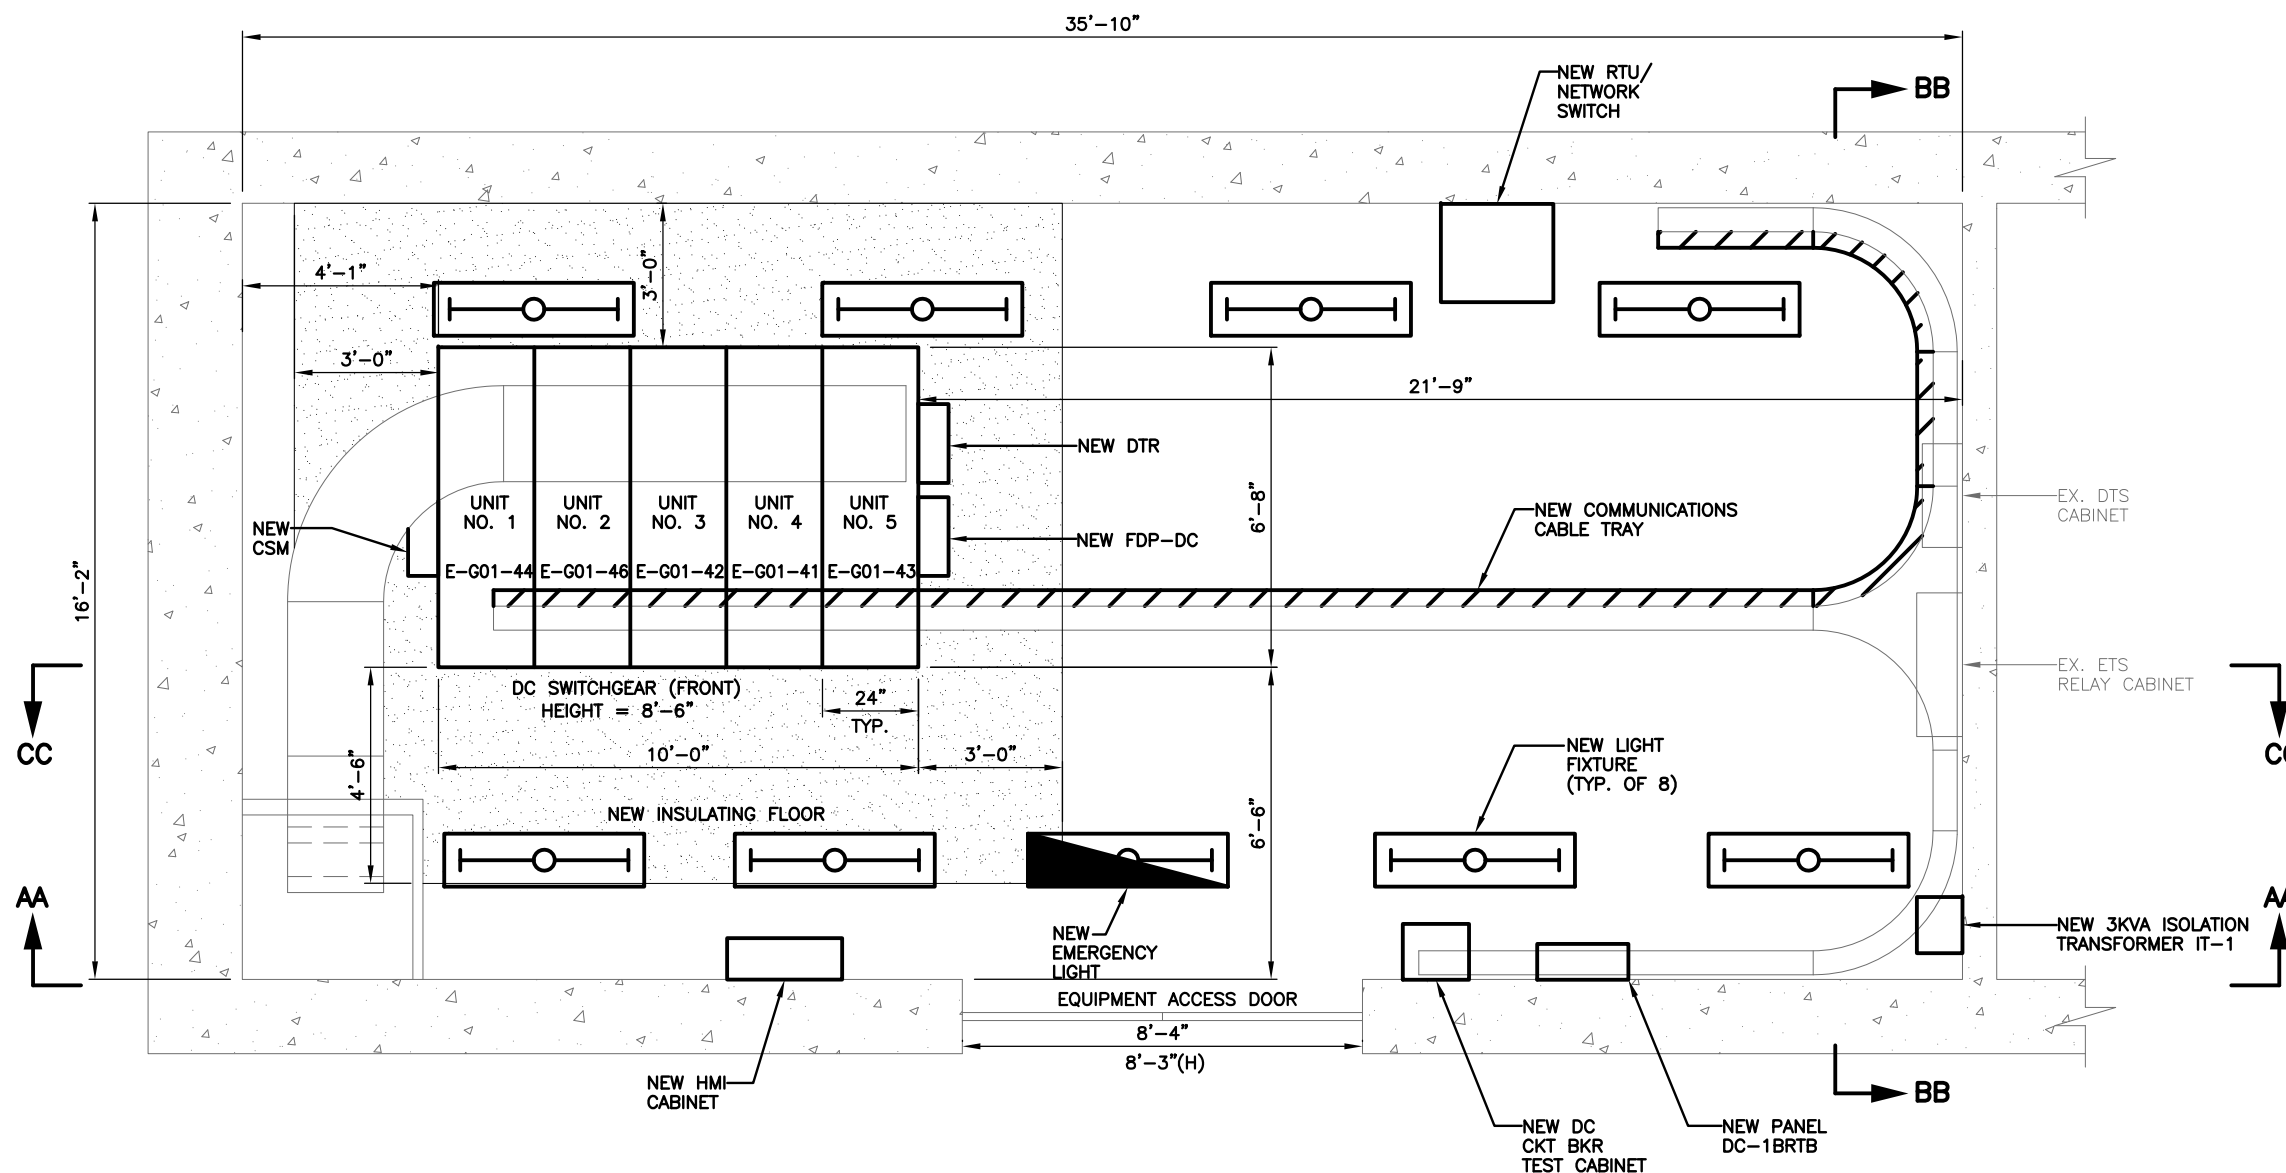 35'-10"
NEW RTU/
NETWORK
SWITCH
BB
4'-1"
3'-0"
3'-0"
21'-9"
NEW DTR
6'-8"
UNIT
NO. 1
UNIT
NO. 2
UNIT
NO. 3
UNIT
NO. 4
UNIT
NO. 5
NEW
CSM
NEW FDP-DC
NEW COMMUNICATIONS
CABLE TRAY
EX. DTS
CABINET
E-G01-44
E-G01-46
E-G01-42
E-G01-41
E-G01-43
16'-2"
EX. ETS
RELAY CABINET
DC SWITCHGEAR (FRONT)
HEIGHT = 8'-6"
24"
TYP.
CC
10'-0"
3'-0"
4'-6"
NEW LIGHT
FIXTURE
(TYP. OF 8)
NEW INSULATING FLOOR
6'-6"
AA
NEW
EMERGENCY
LIGHT
NEW 3KVA ISOLATION
TRANSFORMER IT-1
EQUIPMENT ACCESS DOOR
8'-4"
8'-3"(H)
NEW HMI
CABINET
BB
NEW DC
CKT BKR
TEST CABINET
NEW PANEL
DC-1BRTB